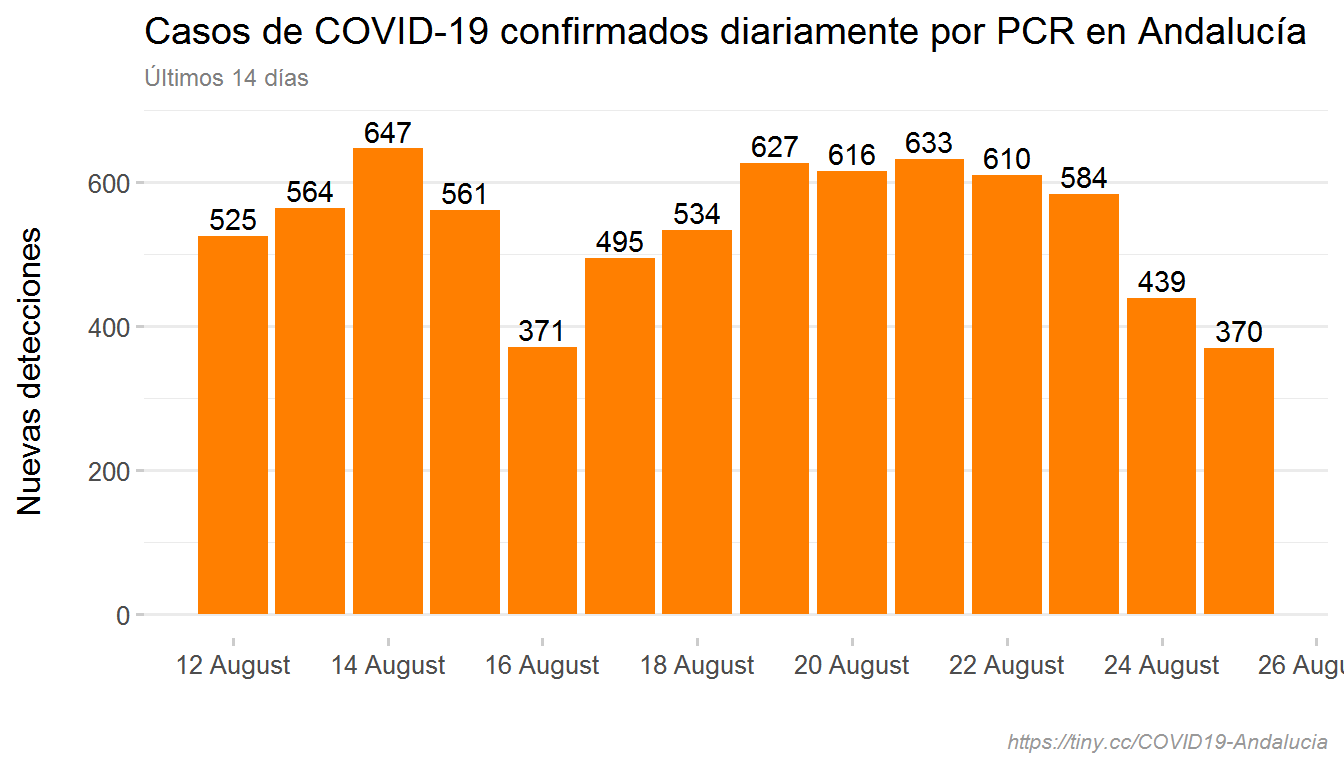 Casos de COVID-19 confirmados diariamente por PCR en Andalucía
Últimos 14 días
Nuevas detecciones
600
400
200
0
525
564
647
561
371
495
534
627
616
633
610
584
439
370
12 August
14 August
16 August
18 August
20 August
22 August
24 August
26 Augu
https://tiny.cc/COVID19-Andalucia